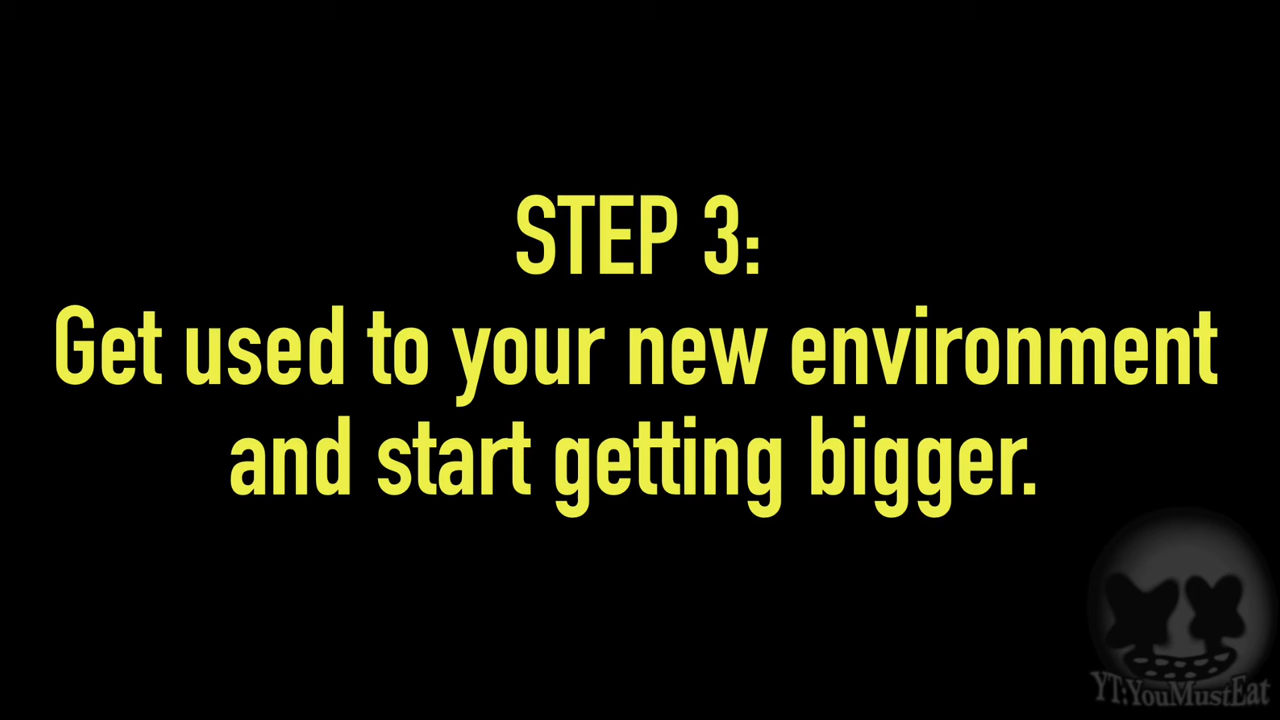 STEP 3:
Get used to your new environment
and start getting bigger.
YT:YouMustEat